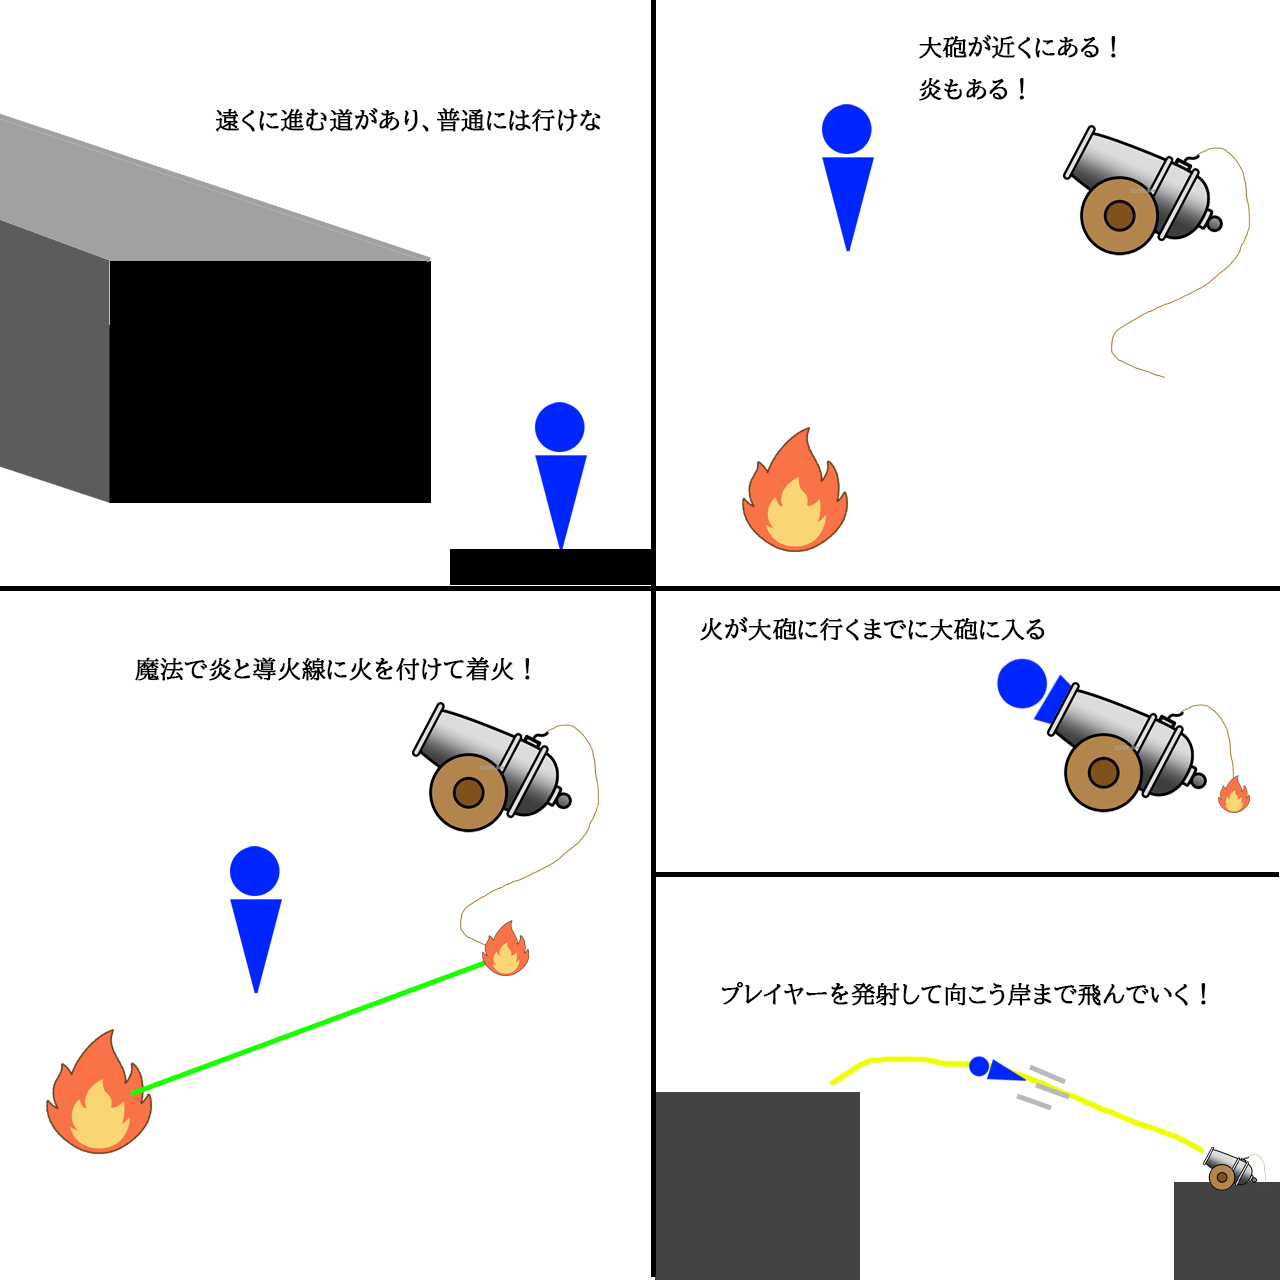 遠くに進む道があり、普通には行けな
大砲が近くにある！
炎もある！
魔法で炎と導火線に火を付けて着火！
火が大砲に行くまでに大砲に入る
プレイヤーを発射して向こう岸まで飛んでいく！